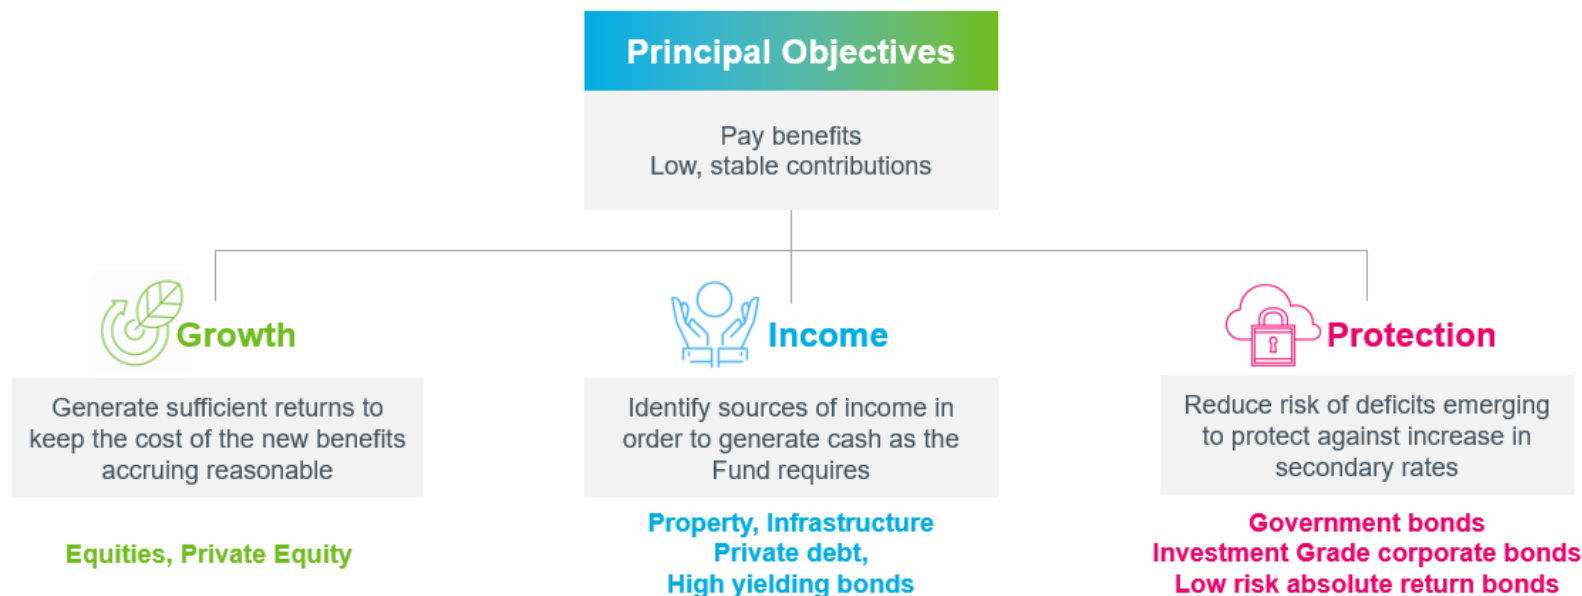 Principal Objectives
Pay benefits
Low, stable contributions
Growth
Generate sufficient returns to
keep the cost of the new benefits
accruing reasonable
Equities, Private Equity
Income
Identify sources of income in
order to generate cash as the
Fund requires
Property, Infrastructure
Private debt,
High yielding bonds
Protection
Reduce risk of deficits emerging
to protect against increase in
secondary rates
Government bonds
Investment Grade corporate bonds
Low risk absolute return bonds